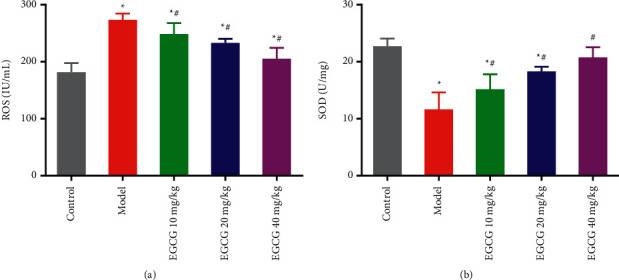 ROS (IU/mL)
300
200
100
0
*
*#
*#
*#
Control
Model
EGCG 10 mg/kg
EGCG 20 mg/kg
EGCG 40 mg/kg
(a)
SOD (U/mg)
30
20
10
0
*
*#
*#
#
Control
Model
EGCG 10 mg/kg
EGCG 20 mg/kg
EGCG 40 mg/kg
(b)